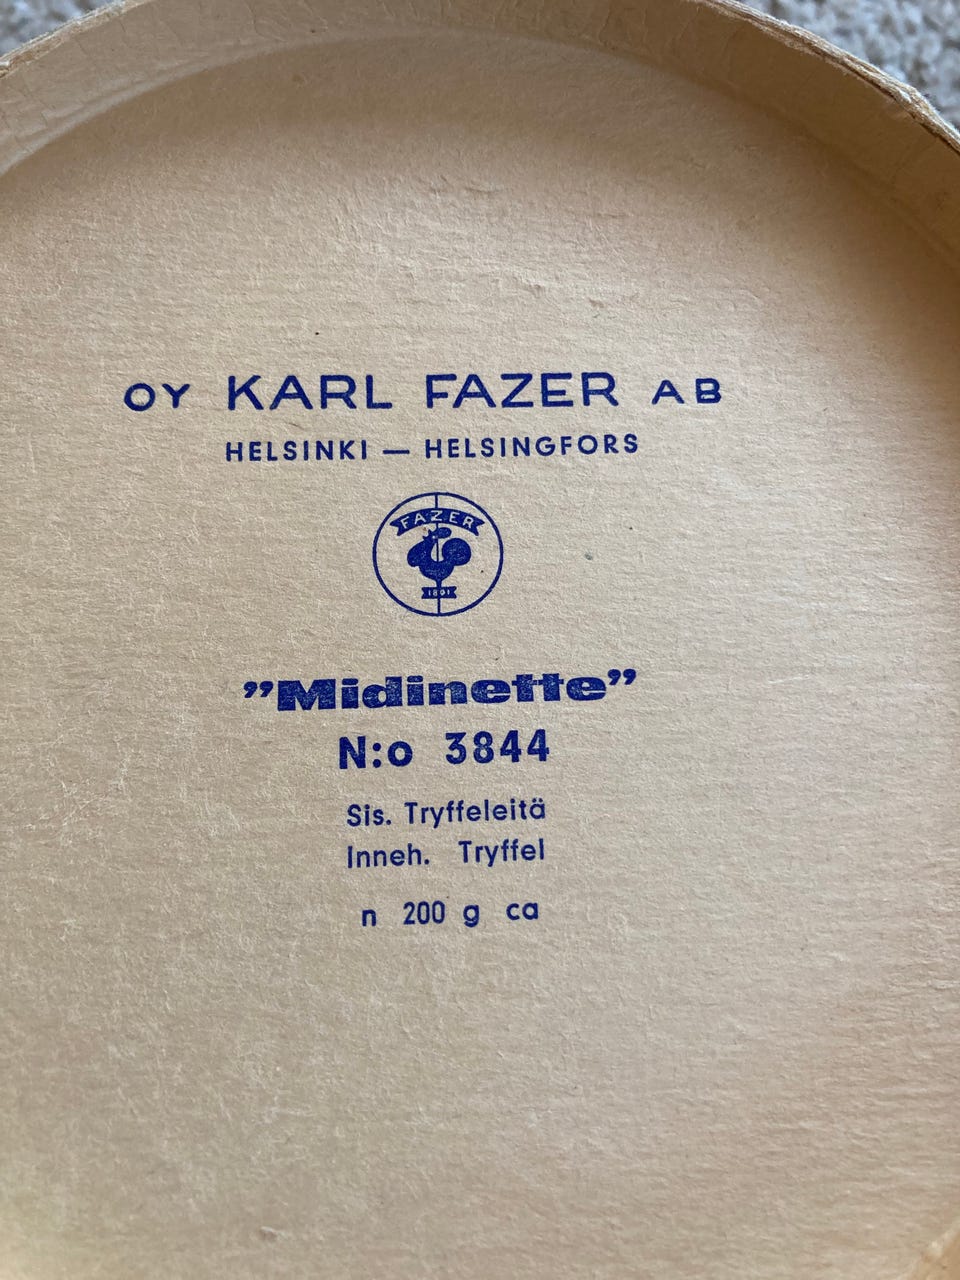 OY KARL FAZER AB
HELSINKI — HELSINGFORS
FAZER
1891
”Midinette”
N:o 3844
Sis. Tryffeleitä
Inneh. Tryffel
n 200 g ca